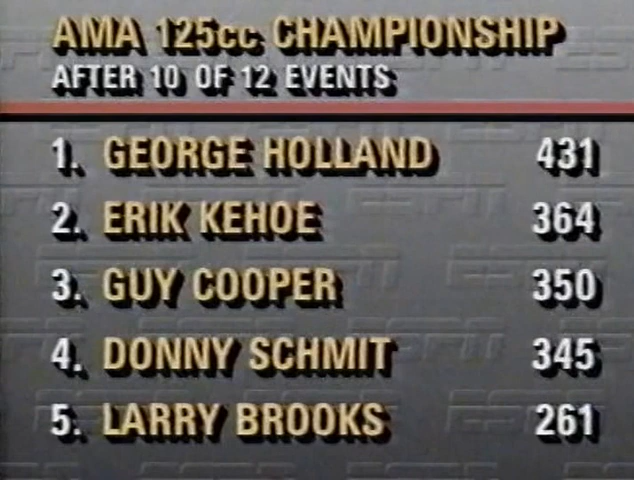 AMA 125cc CHAMPIONSHIP
AFTER 10 OF 12 EVENTS
1. GEORGE HOLLAND 431
2. ERIK KEHOE 364
3. GUY COOPER 350
4. DONNY SCHMIT 345
5. LARRY BROOKS 261